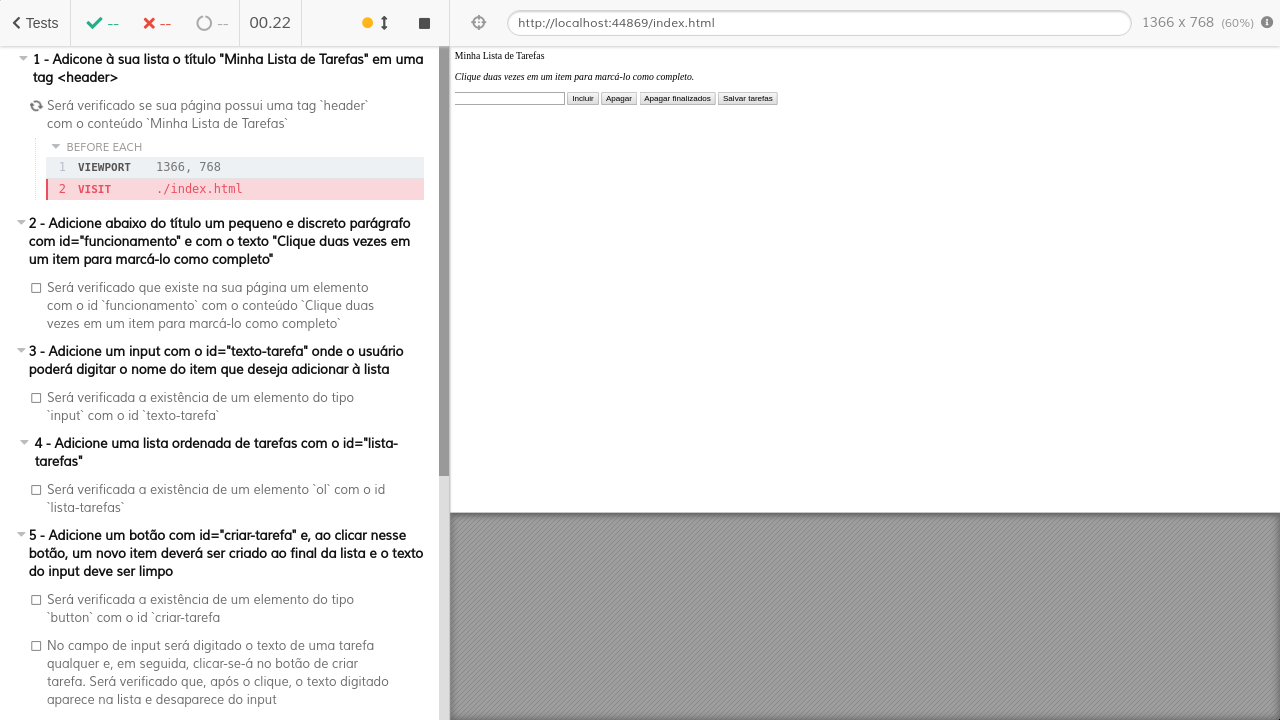 Tests
--
--
--
00.22
http://localhost:44869/index.html
1366 x 768 (60%)
1 - Adicone à sua lista o título "Minha Lista de Tarefas" em uma
tag <header>
Será verificado se sua página possui uma tag `header`
com o conteúdo `Minha Lista de Tarefas`
BEFORE EACH
1 VIEWPORT 1366, 768
2 VISIT ./index.html
2 - Adicione abaixo do título um pequeno e discreto parágrafo
com id="funcionamento" e com o texto "Clique duas vezes em
um item para marcá-lo como completo"
Será verificado que existe na sua página um elemento
com o id `funcionamento` com o conteúdo `Clique duas
vezes em um item para marcá-lo como completo`
3 - Adicione um input com o id="texto-tarefa" onde o usuário
poderá digitar o nome do item que deseja adicionar à lista
Será verificada a existência de um elemento do tipo
`input` com o id `texto-tarefa`
4 - Adicione uma lista ordenada de tarefas com o id="lista-
tarefas"
Será verificada a existência de um elemento `ol` com o id
`lista-tarefas`
5 - Adicione um botão com id="criar-tarefa" e, ao clicar nesse
botão, um novo item deverá ser criado ao final da lista e o texto
do input deve ser limpo
Será verificada a existência de um elemento do tipo
`button` com o id `criar-tarefa
No campo de input será digitado o texto de uma tarefa
qualquer e, em seguida, clicar-se-á no botão de criar
tarefa. Será verificado que, após o clique, o texto digitado
aparece na lista e desaparece do input
Minha Lista de Tarefas
Clique duas vezes em um item para marcá-lo como completo.
Incluir Apagar Apagar finalizados Salvar tarefas